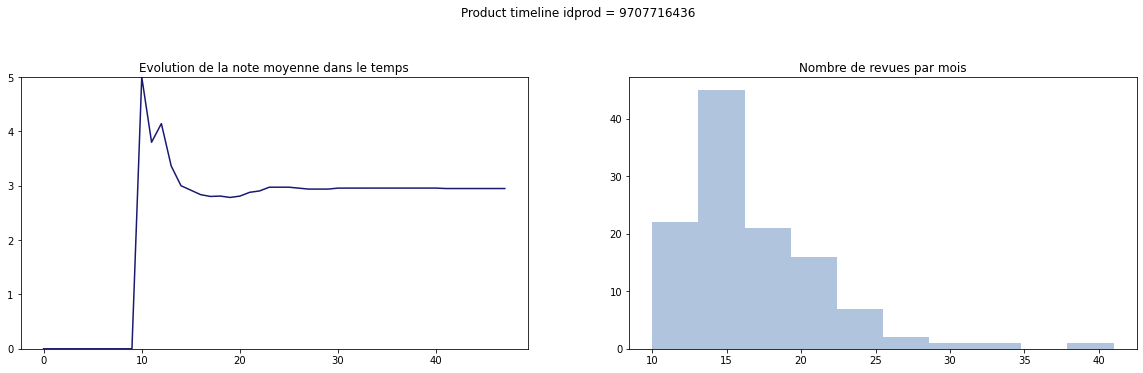 Product timeline idprod = 9707716436
Evolution de la note moyenne dans le temps
5
4
3
2
1
0
0 10 20 30 40
Nombre de revues par mois
40
30
20
10
0
10 15 20 25 30 35 40